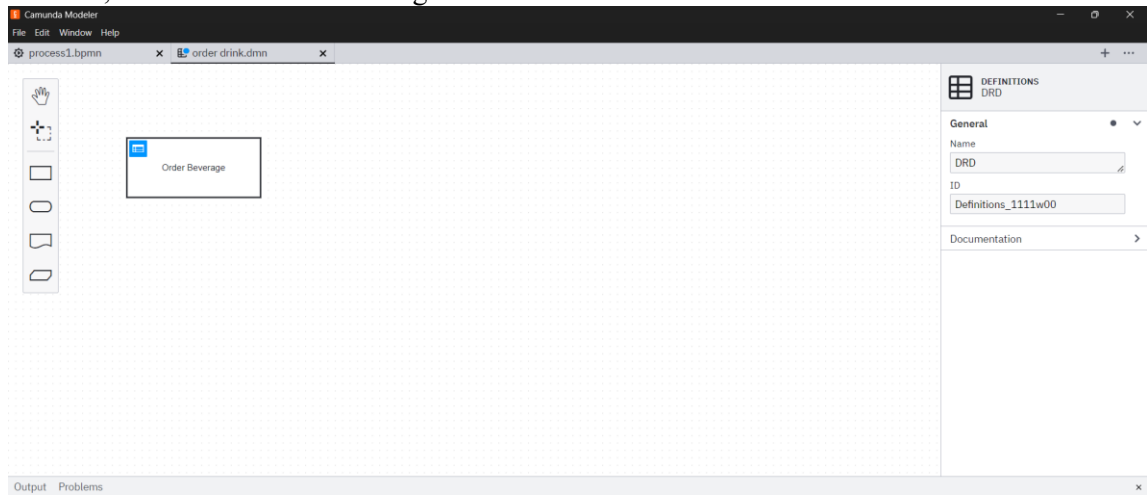 Camunda Modeler
File Edit Window Help
process1.bpmn
order drink.dmn
Order Beverage
DEFINITIONS
DRD
General
Name
DRD
ID
Definitions_1111w00
Documentation
Output Problems